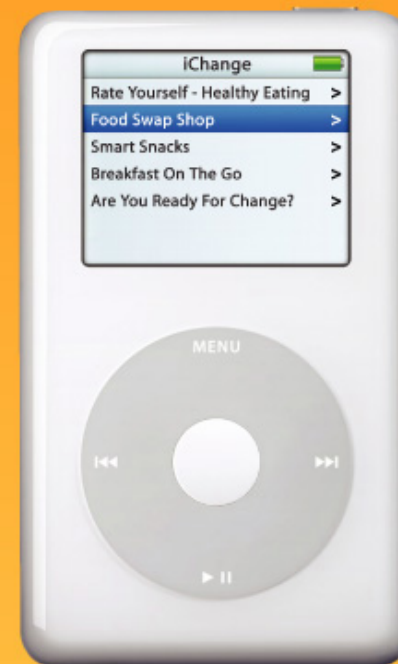 iChange
Rate Yourself - Healthy Eating >
Food Swap Shop >
Smart Snacks >
Breakfast On The Go >
Are You Ready For Change? >
MENU